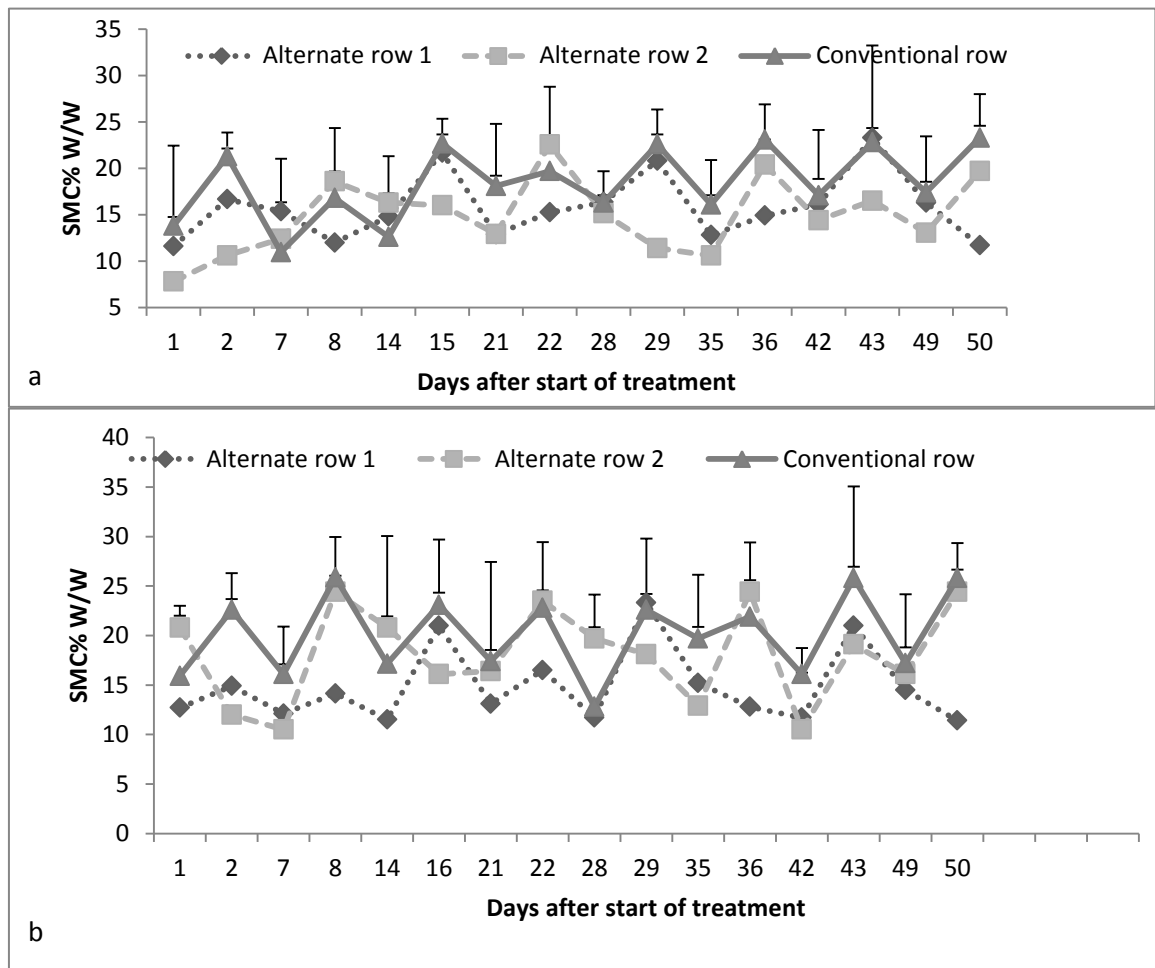 35
30
25
20
15
10
5
SMC% W/W
Alternate row 1 Alternate row 2 Conventional row
1 2 7 8 14 15 21 22 28 29 35 36 42 43 49 50
Days after start of treatment
a
40
35
30
25
20
15
10
5
0
SMC% W/W
Alternate row 1 Alternate row 2 Conventional row
1 2 7 8 14 16 21 22 28 29 35 36 42 43 49 50
Days after start of treatment
b